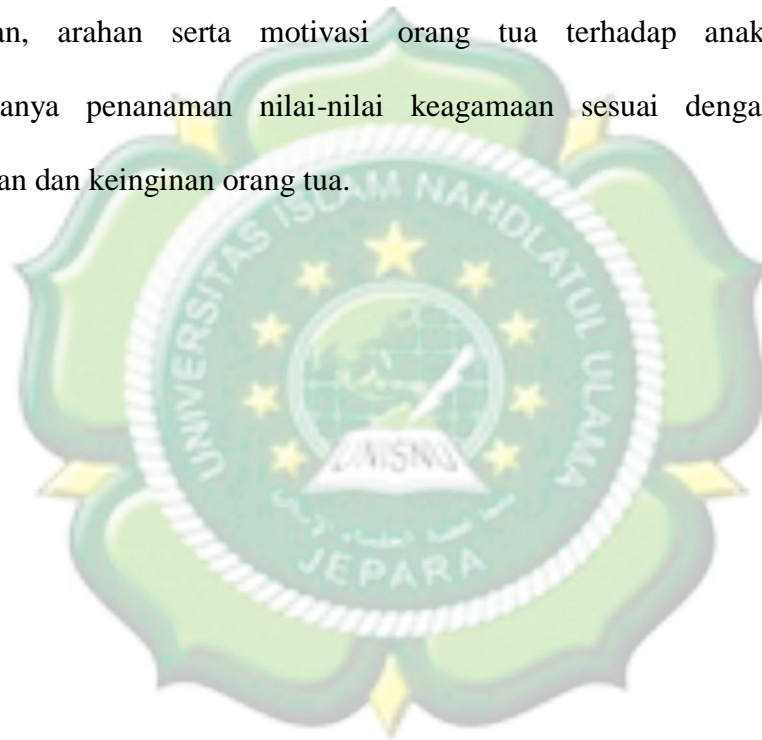 an, arahan serta motivasi orang tua terhadap anak
anya penanaman nilai-nilai keagamaan sesuai denga
an dan keinginan orang tua.
UNIVERSITAS ISLAM NAHDLATUL ULAMA
UNISNU
JEPARA